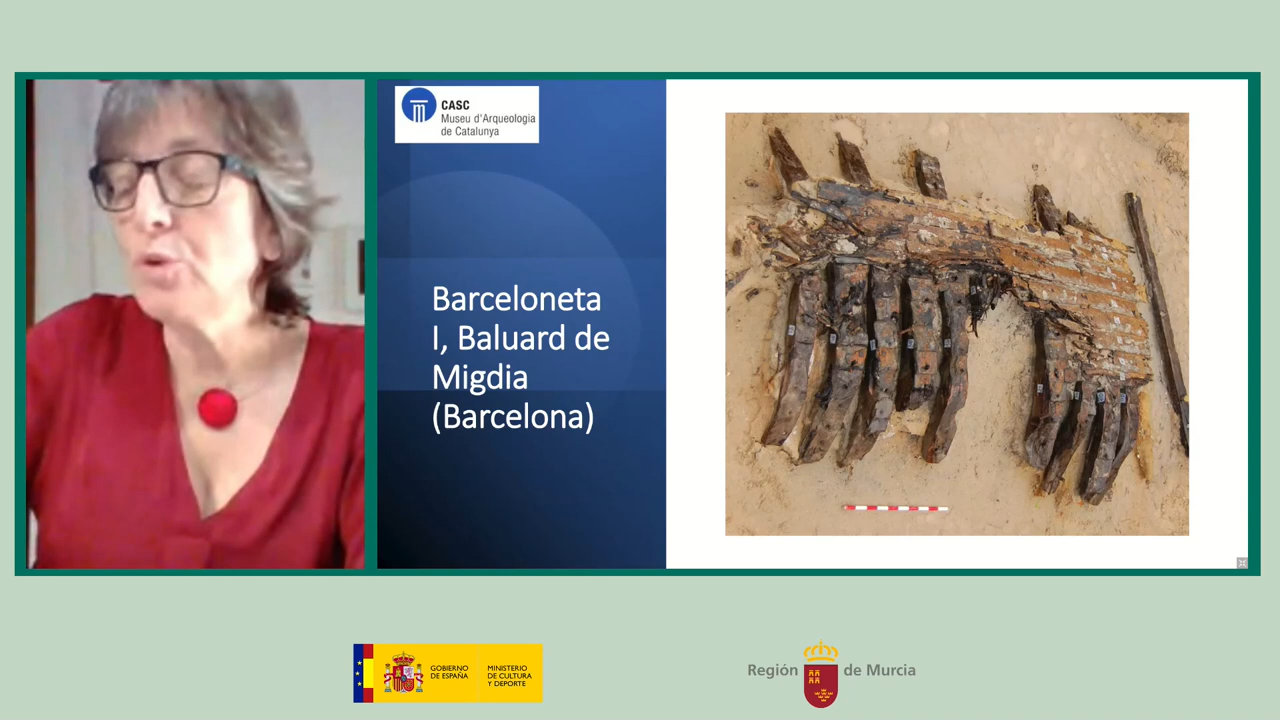 CASC
Museu d'Arqueologia
de Catalunya
Barceloneta
I, Baluard de
Migdia
(Barcelona)
GOBIERNO
DE ESPAÑA
MINISTERIO
DE CULTURA
Y DEPORTE
Región de Murcia